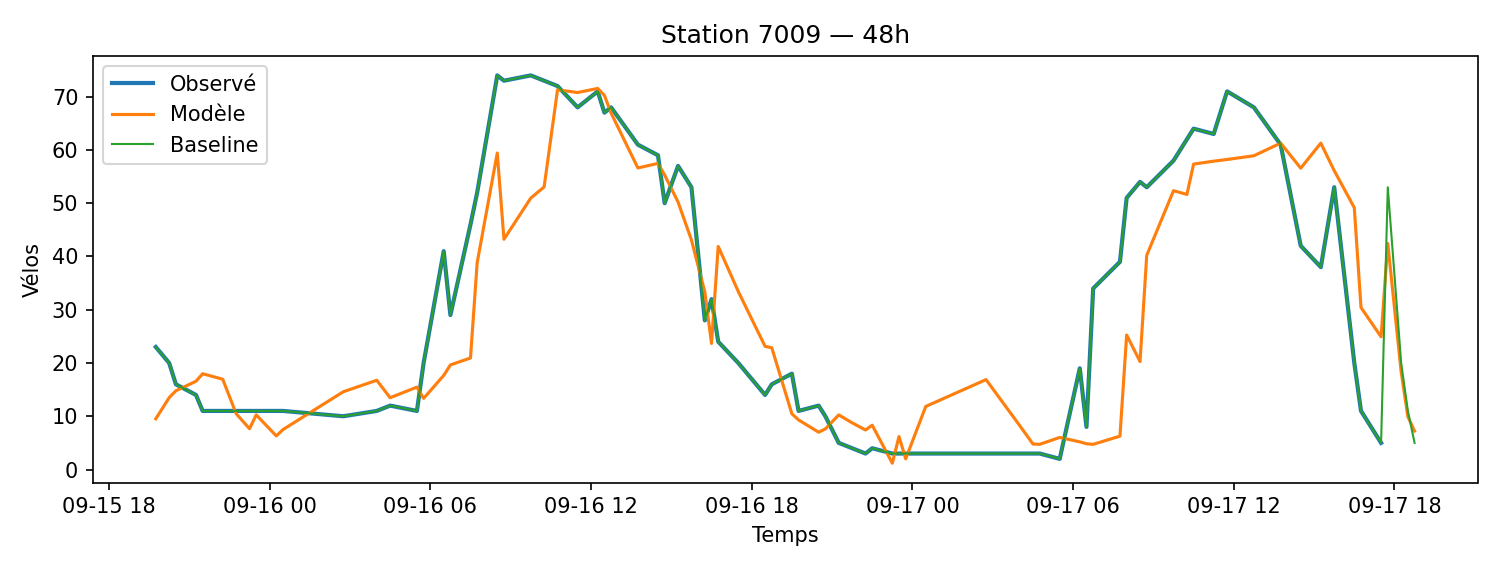 Station 7009 — 48h
Observé
Modèle
Baseline
Vélos
70
60
50
40
30
20
10
0
09-15 18
09-16 00
09-16 06
09-16 12
09-16 18
09-17 00
09-17 06
09-17 12
09-17 18
Temps